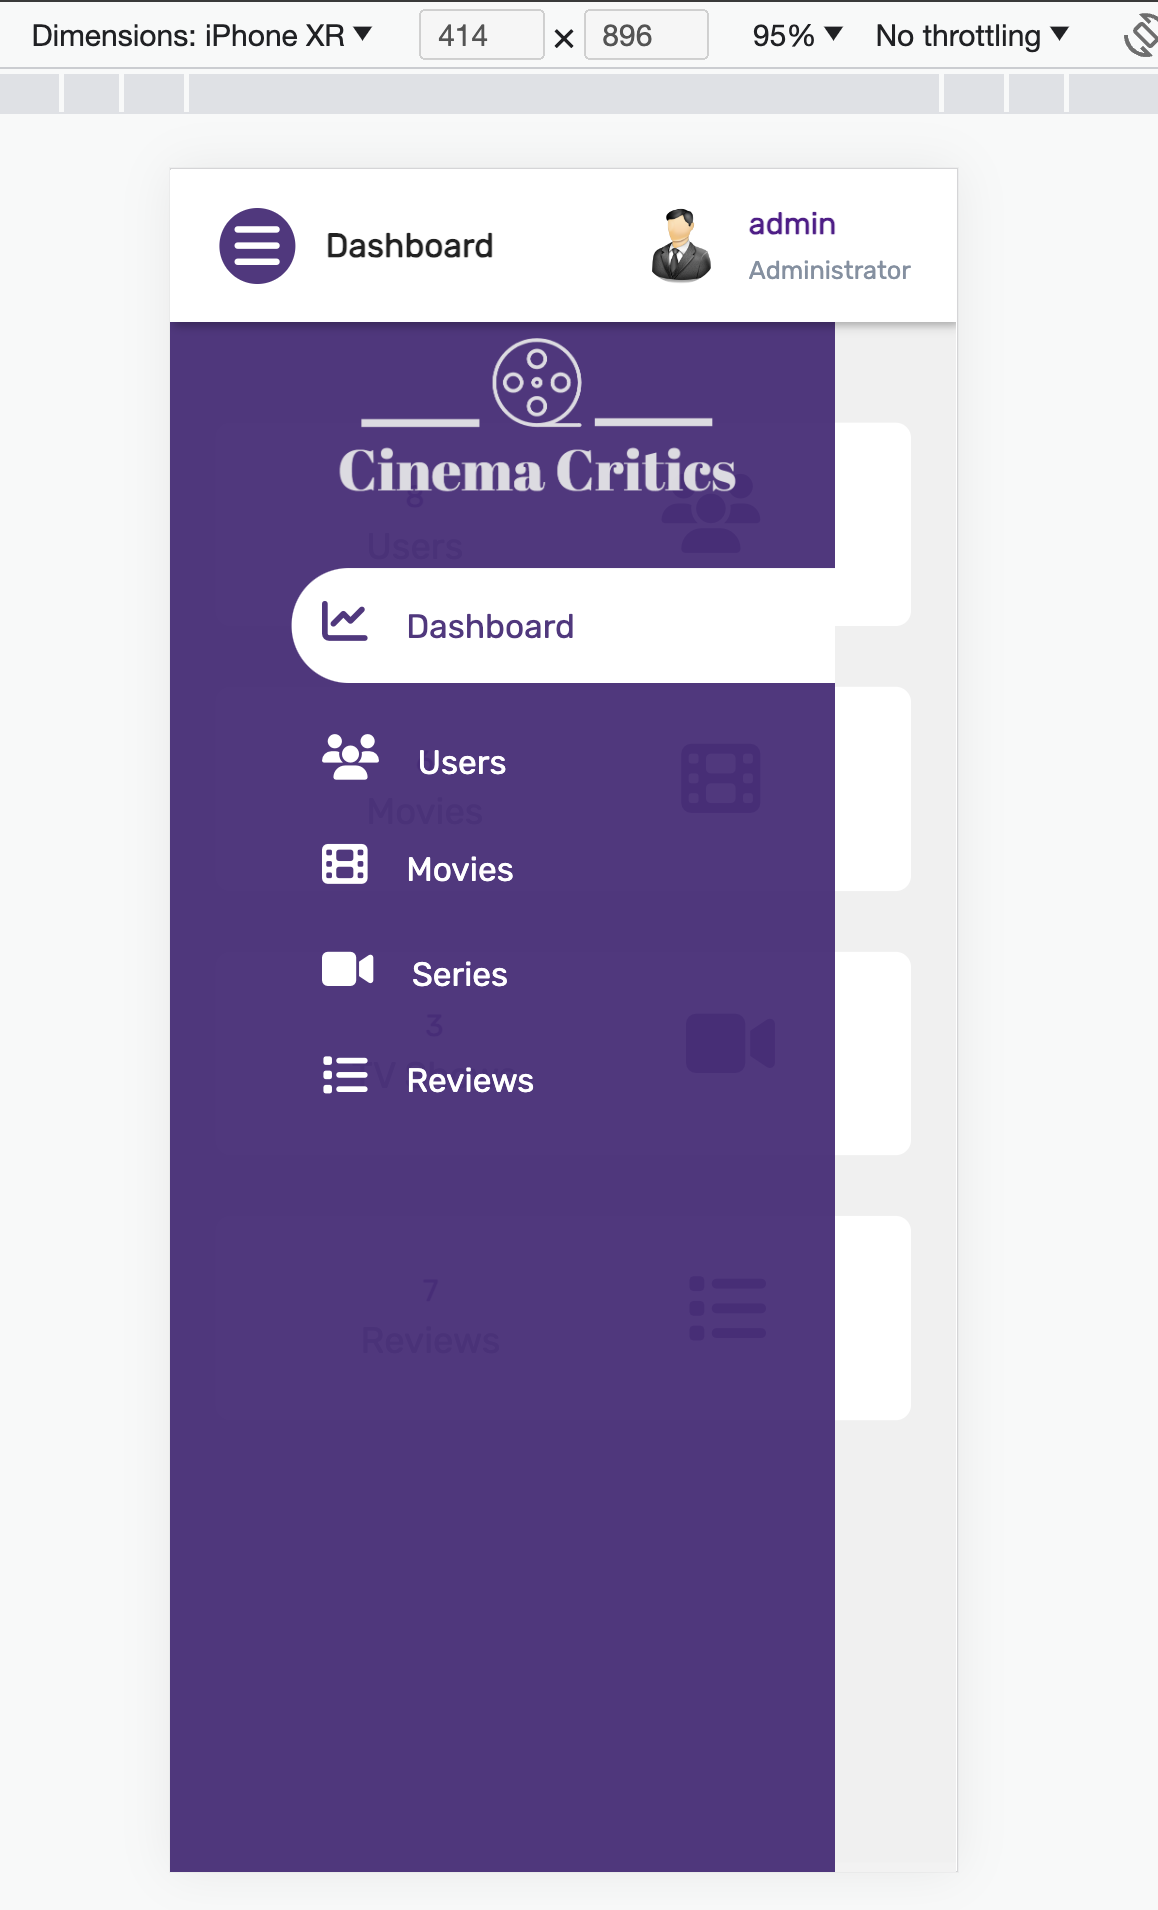 Dimensions: iPhone XR
414 × 896
95%
No throttling
Dashboard
admin
Administrator
Cinema Critics
8
Users
Dashboard
Users
Movies
Movies
Series
3
Reviews
7
Reviews